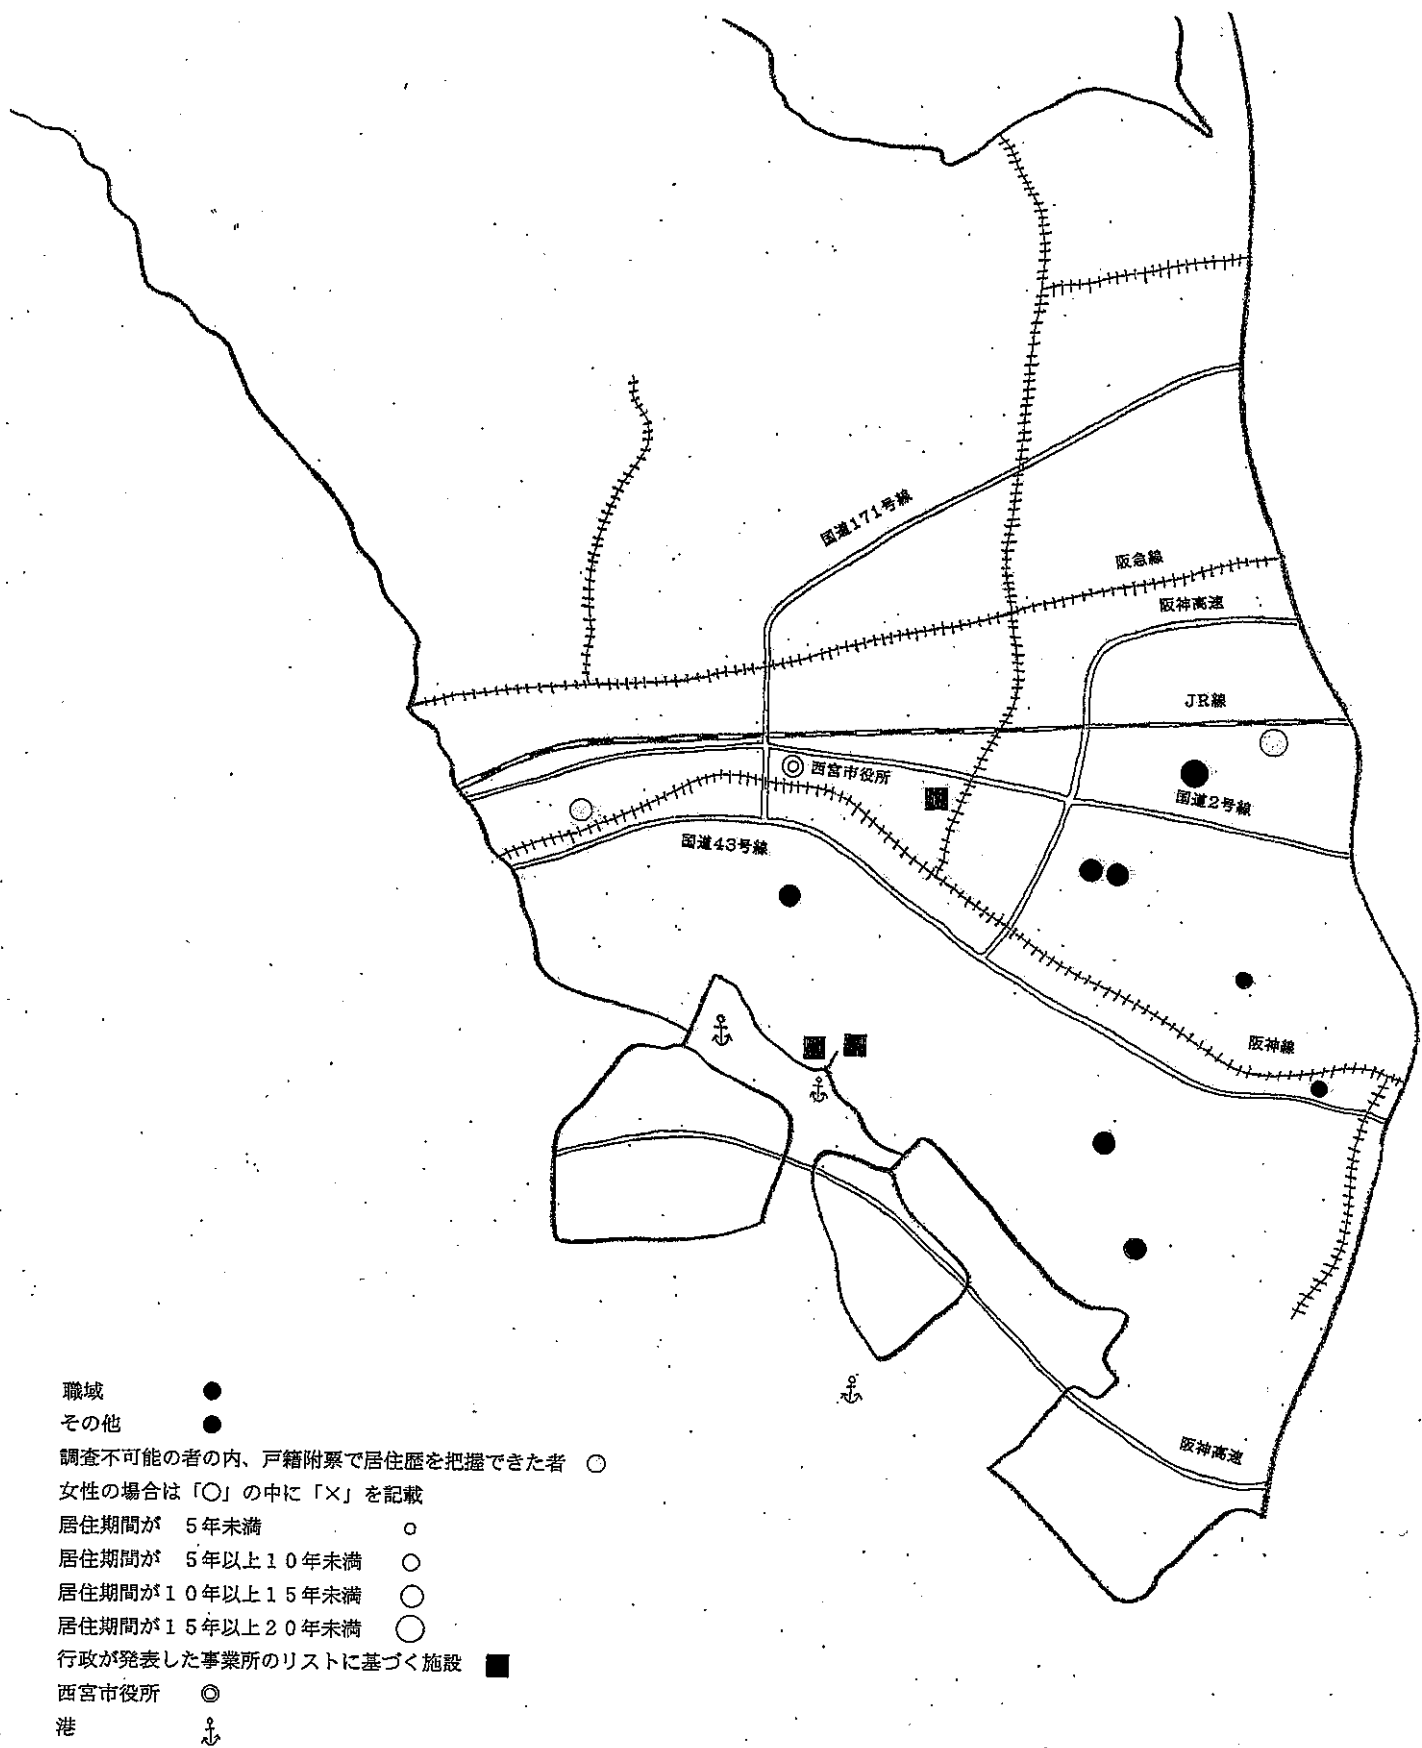 国道171号線
阪急線
阪神高速
JR線
西宮市役所
国道2号線
国道43号線
阪神線
阪神高速
職域 ●
その他 ●
調査不可能の者の内、戸籍附票で居住歴を把握できた者 ○
女性の場合は「○」の中に「×」を記載
居住期間が 5年未満 ○
居住期間が 5年以上10年未満 ○
居住期間が10年以上15年未満 ○
居住期間が15年以上20年未満 ○
行政が発表した事業所のリストに基づく施設 ■
西宮市役所 ◎
港 ⚓